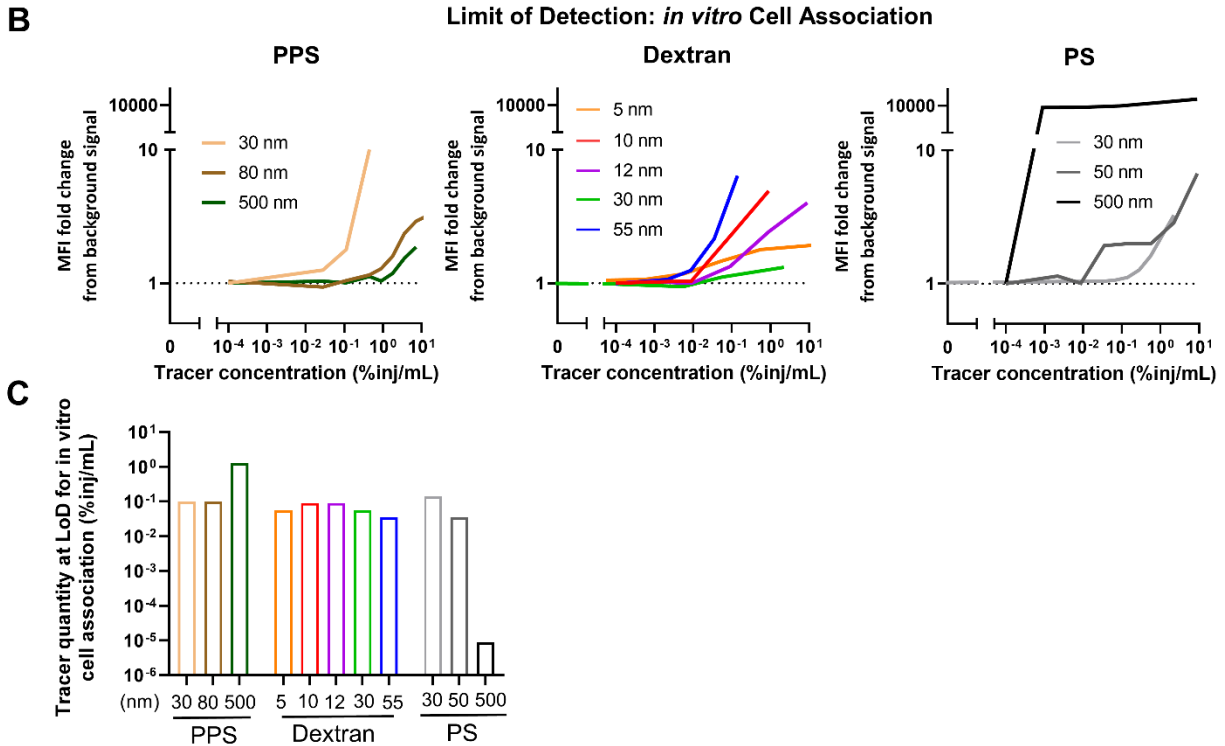 B
Limit of Detection: in vitro Cell Association
PPS
MFI fold change
from background signal
10000
10
1
30 nm
80 nm
500 nm
0 10⁻⁴ 10⁻³ 10⁻² 10⁻¹ 10⁰ 10¹
Tracer concentration (%inj/mL)
Dextran
MFI fold change
from background signal
10000
10
1
5 nm
10 nm
12 nm
30 nm
55 nm
0 10⁻⁴ 10⁻³ 10⁻² 10⁻¹ 10⁰ 10¹
Tracer concentration (%inj/mL)
PS
MFI fold change
from background signal
10000
10
1
30 nm
50 nm
500 nm
0 10⁻⁴ 10⁻³ 10⁻² 10⁻¹ 10⁰ 10¹
Tracer concentration (%inj/mL)
C
Tracer quantity at LoD for in vitro
cell association (%inj/mL)
10¹
10⁰
10⁻¹
10⁻²
10⁻³
10⁻⁴
10⁻⁵
10⁻⁶
(nm) 30 80 500 5 10 12 30 55 30 50 500
PPS Dextran PS